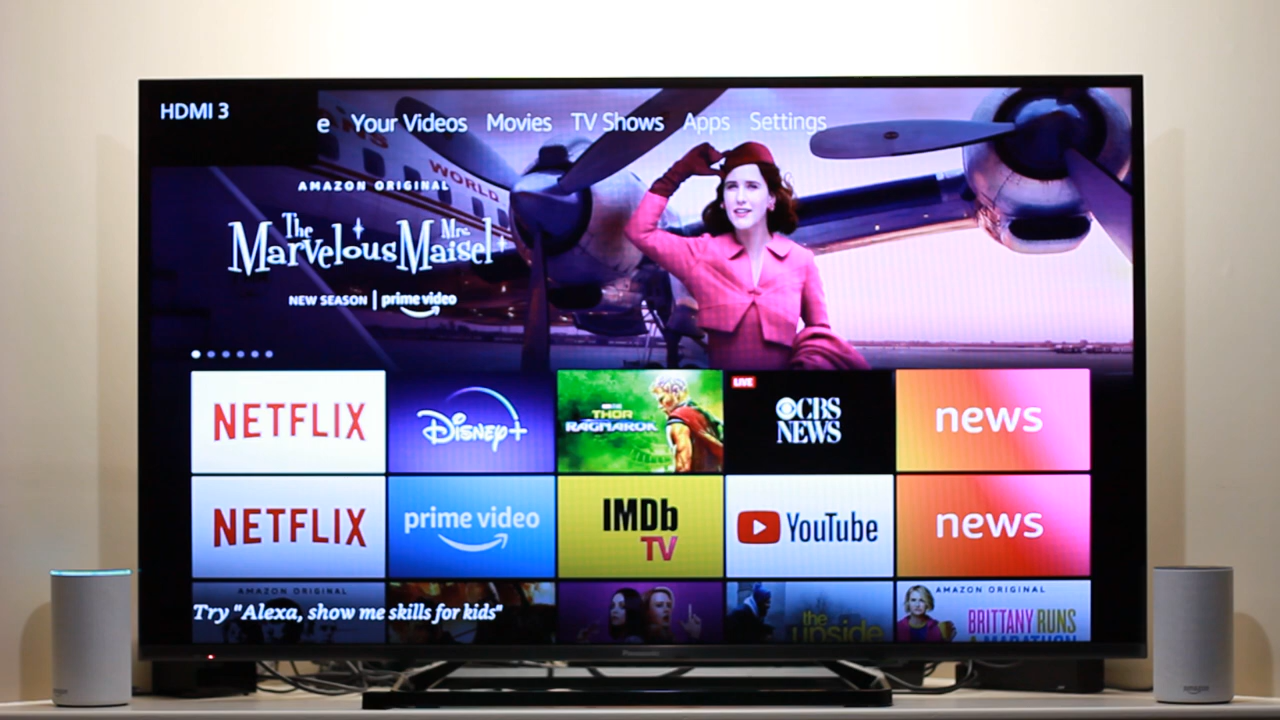 HDMI 3
e Your Videos Movies TV Shows Apps Settings
WORLD
AMAZON ORIGINAL
The Marvelous Mrs. Maisel
NEW SEASON | prime video
NETFLIX
Disney+
THOR
RAGNAROK
LIVE
CBS
NEWS
news
NETFLIX
prime video
IMDb
TV
YouTube
news
AMAZON ORIGINAL
Try "Alexa, show me skills for kids"
the
upside
AMAZON ORIGINAL
BRITTANY RUNS
A MARATHON
Panasonic
amazon
amazon